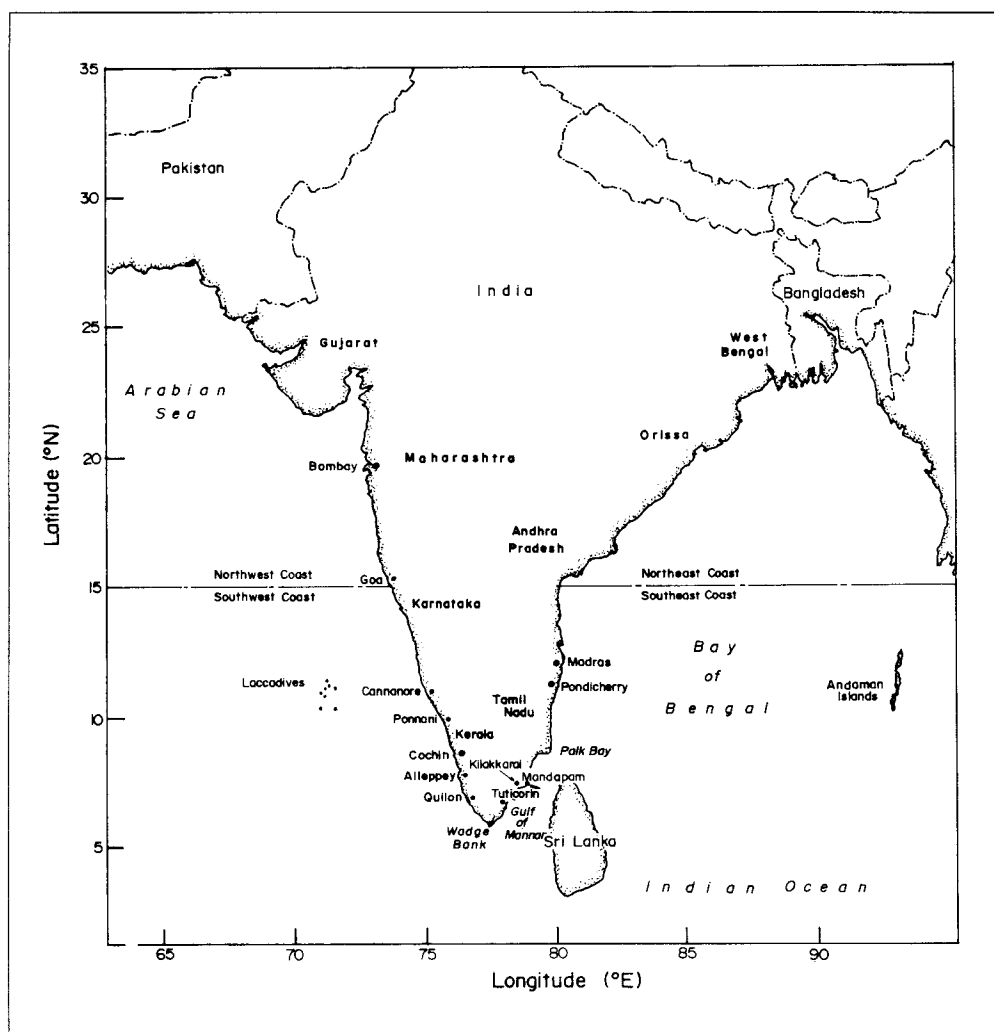 35
Pakistan
30
India
Bangladesh
25
Gujarat
West
Bengal
Arabian
Sea
Orissa
Latitude (°N)
20
Bombay
Maharashtra
Andhra
Pradesh
Northwest Coast
Goa
Northeast Coast
15
Southwest Coast
Southeast Coast
Karnataka
Bay
of
Bengal
Madras
Laccadives
Cannanore
Pondicherry
Andaman
Islands
Tamil
Nadu
10
Ponnani
Kerala
Palk Bay
Cochin
Kilakkarai
Alleppey
Mandapam
Quilon
Tuticorin
Gulf
of
Mannar
Wadge
Bank
Sri Lanka
5
Indian Ocean
65
70
75
80
85
90
Longitude (°E)